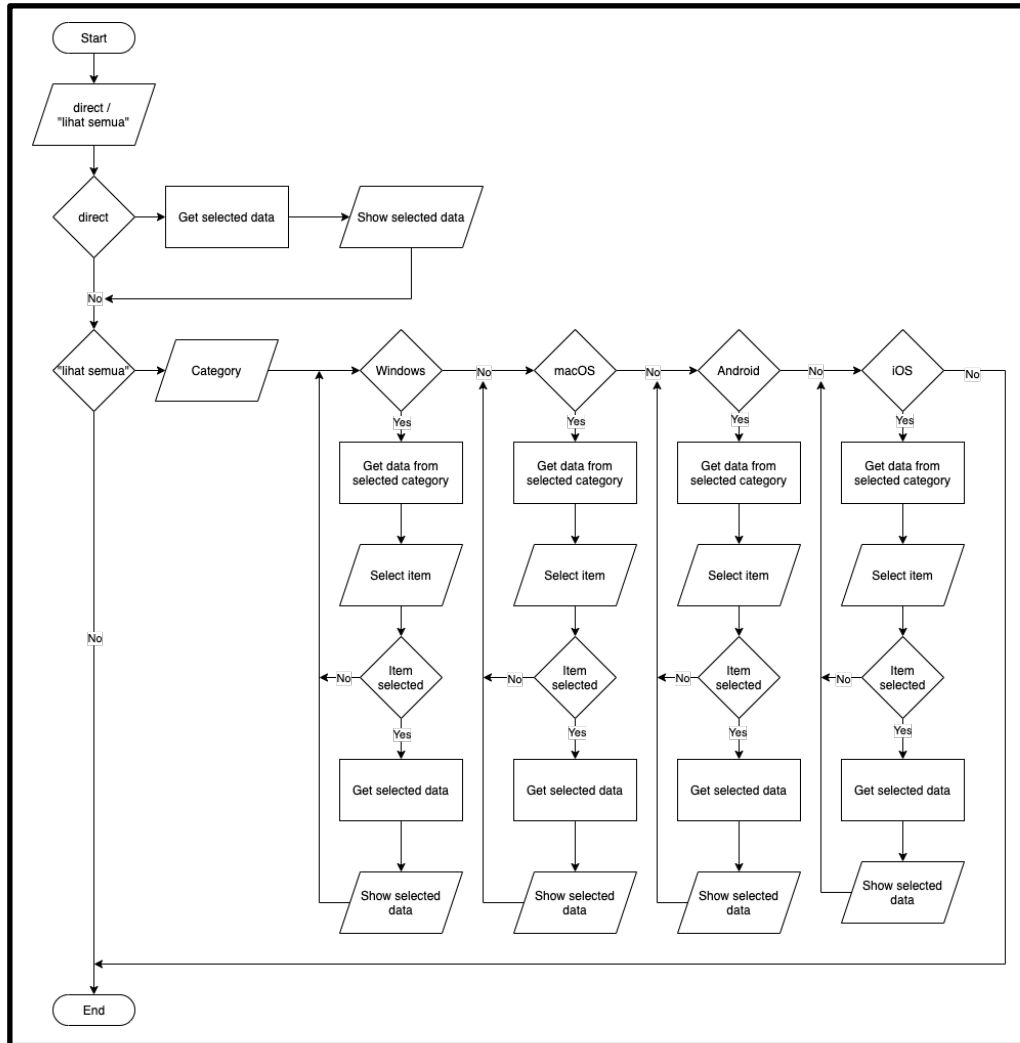 Start
direct /
"lihat semua"
direct
Get selected data
Show selected data
No
"lihat semua"
Category
Windows
No
macOS
No
Android
No
iOS
No
Yes
Yes
Yes
Yes
Get data from
selected category
Get data from
selected category
Get data from
selected category
Get data from
selected category
Select item
Select item
Select item
Select item
No
No
Item
selected
No
Item
selected
No
Item
selected
No
Item
selected
Yes
Yes
Yes
Yes
Get selected data
Get selected data
Get selected data
Get selected data
Show selected
data
Show selected
data
Show selected
data
Show selected
data
End